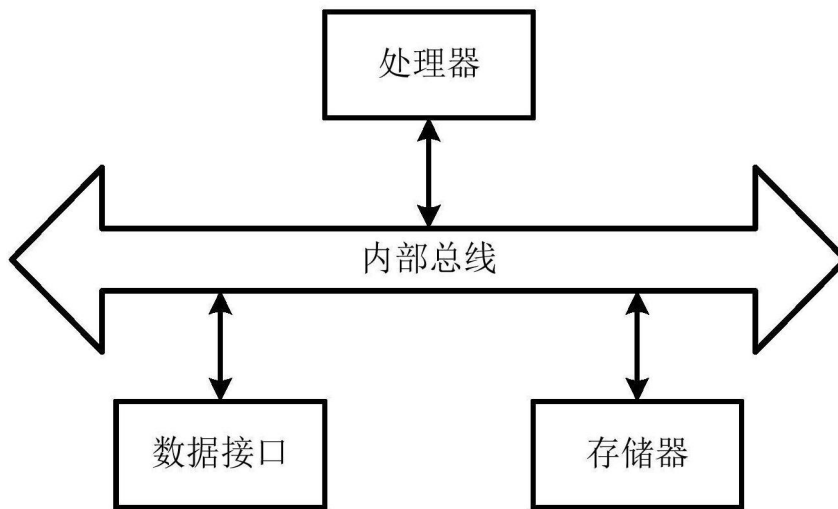 处理器
内部总线
数据接口
存储器